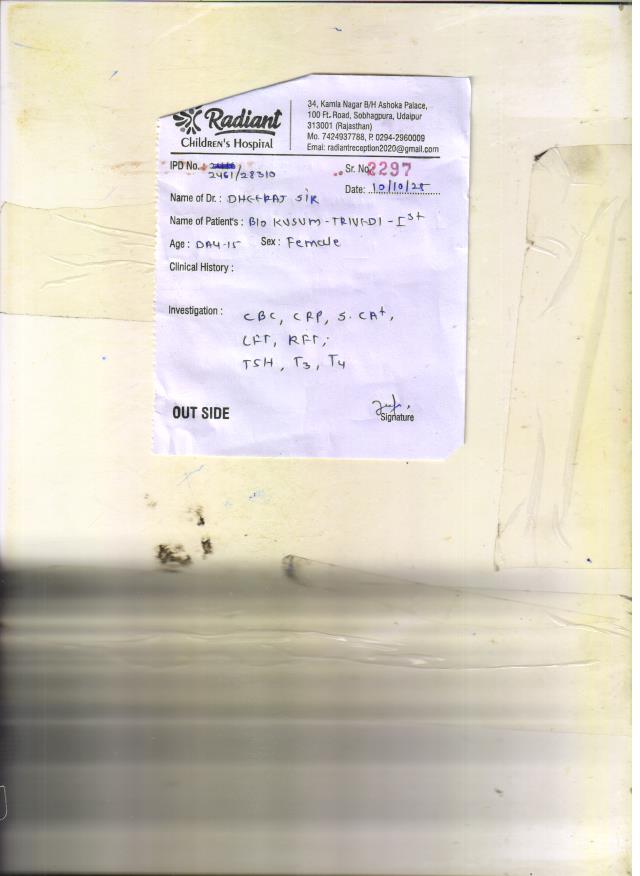 Radiant
CHILDREN'S HOSPITAL
34, Kamla Nagar B/H Ashoka Palace,
100 Ft. Road, Sobhagpura, Udaipur
313001 (Rajasthan)
Mo. 7424937788, P. 0294-2960009
Emai: radiantreception2020@gmail.com
IPD No. : 2461/28310
Sr. No. 2297
Date: 10/10/25
Name of Dr. : DHEERAJ SIR
Name of Patient's : B/O KUSUM-TRIVEDI-Ist
Age : DAY-15 Sex : Female
Clinical History :
Investigation : CBC, CRP, S. CA+,
LFT, RFT,
TSH, T3, T4
OUT SIDE
Signature